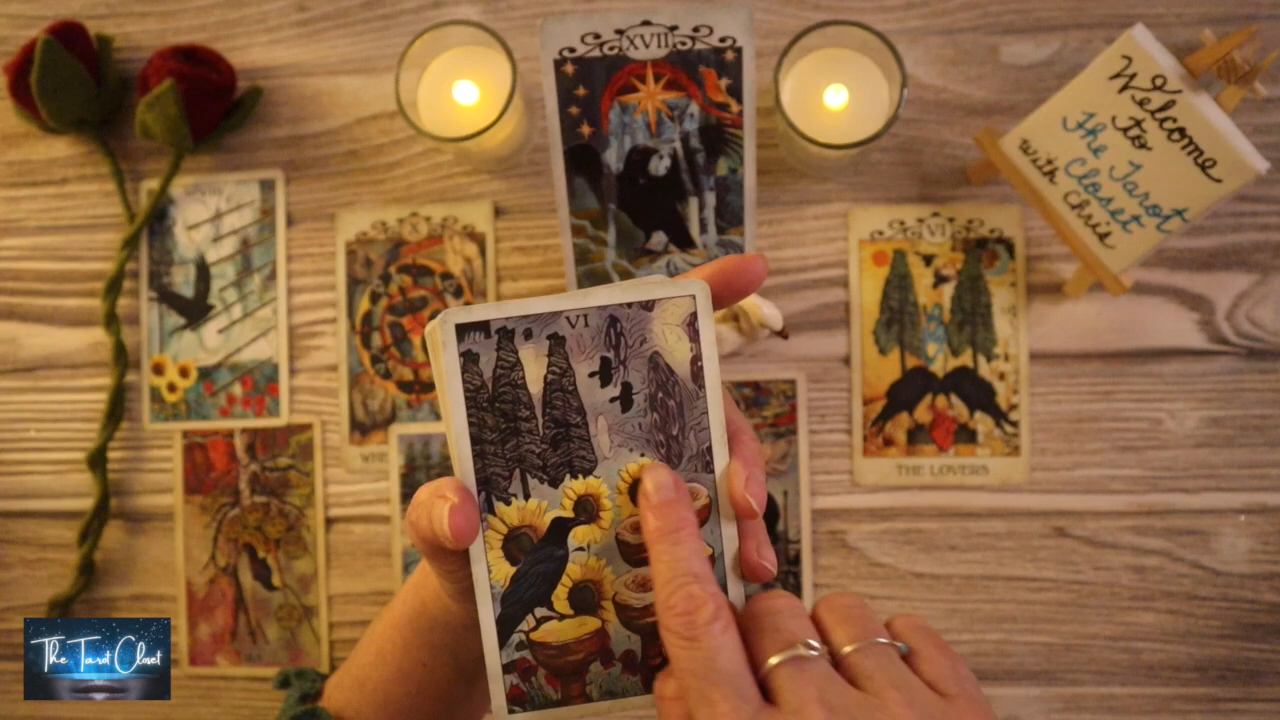 XVII
Welcome
to
The Tarot
Closet
with Chris
X
VI
THE LOVERS
VI
The Tarot Closet